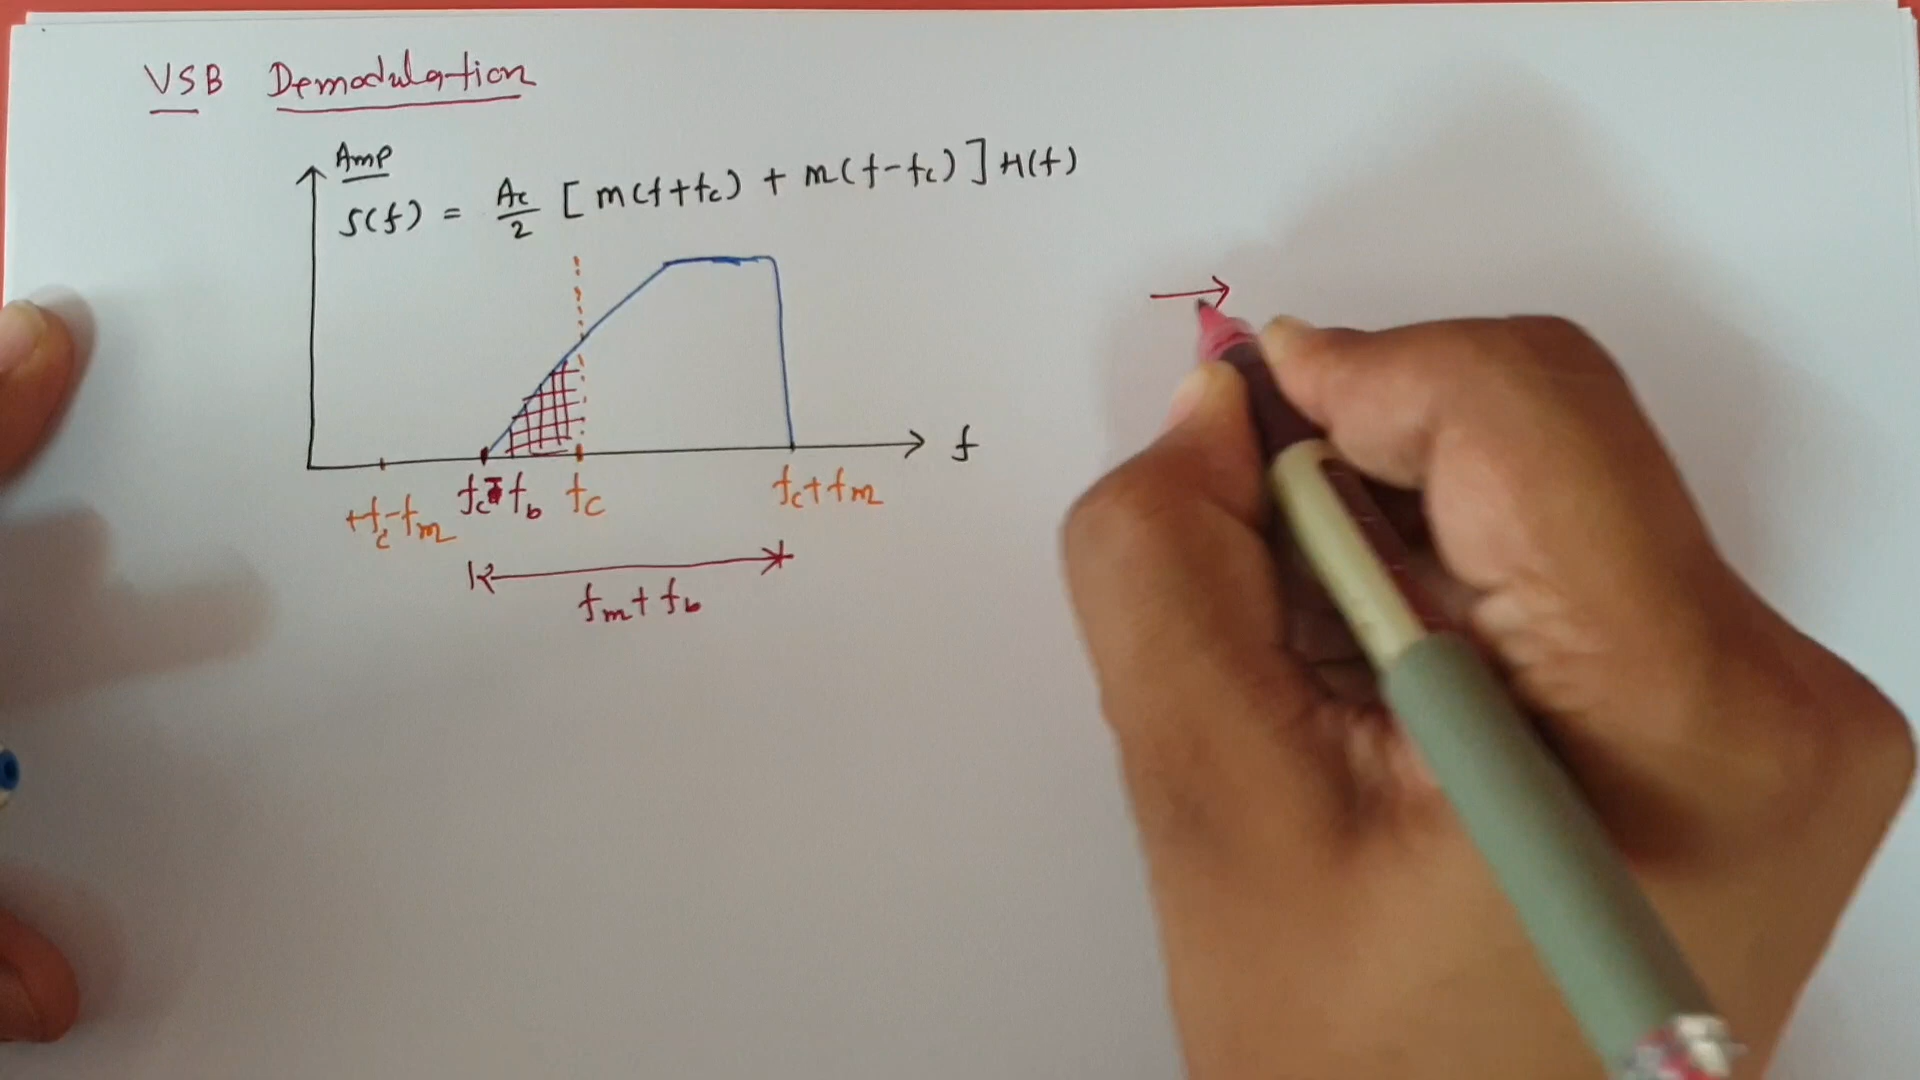 VSB Demodulation
Amp
S(f) = Ac/2 [m(f+fc) + m(f-fc)] H(f)
f
+fc-fm fc-fb fc fc+fm
fm+fb